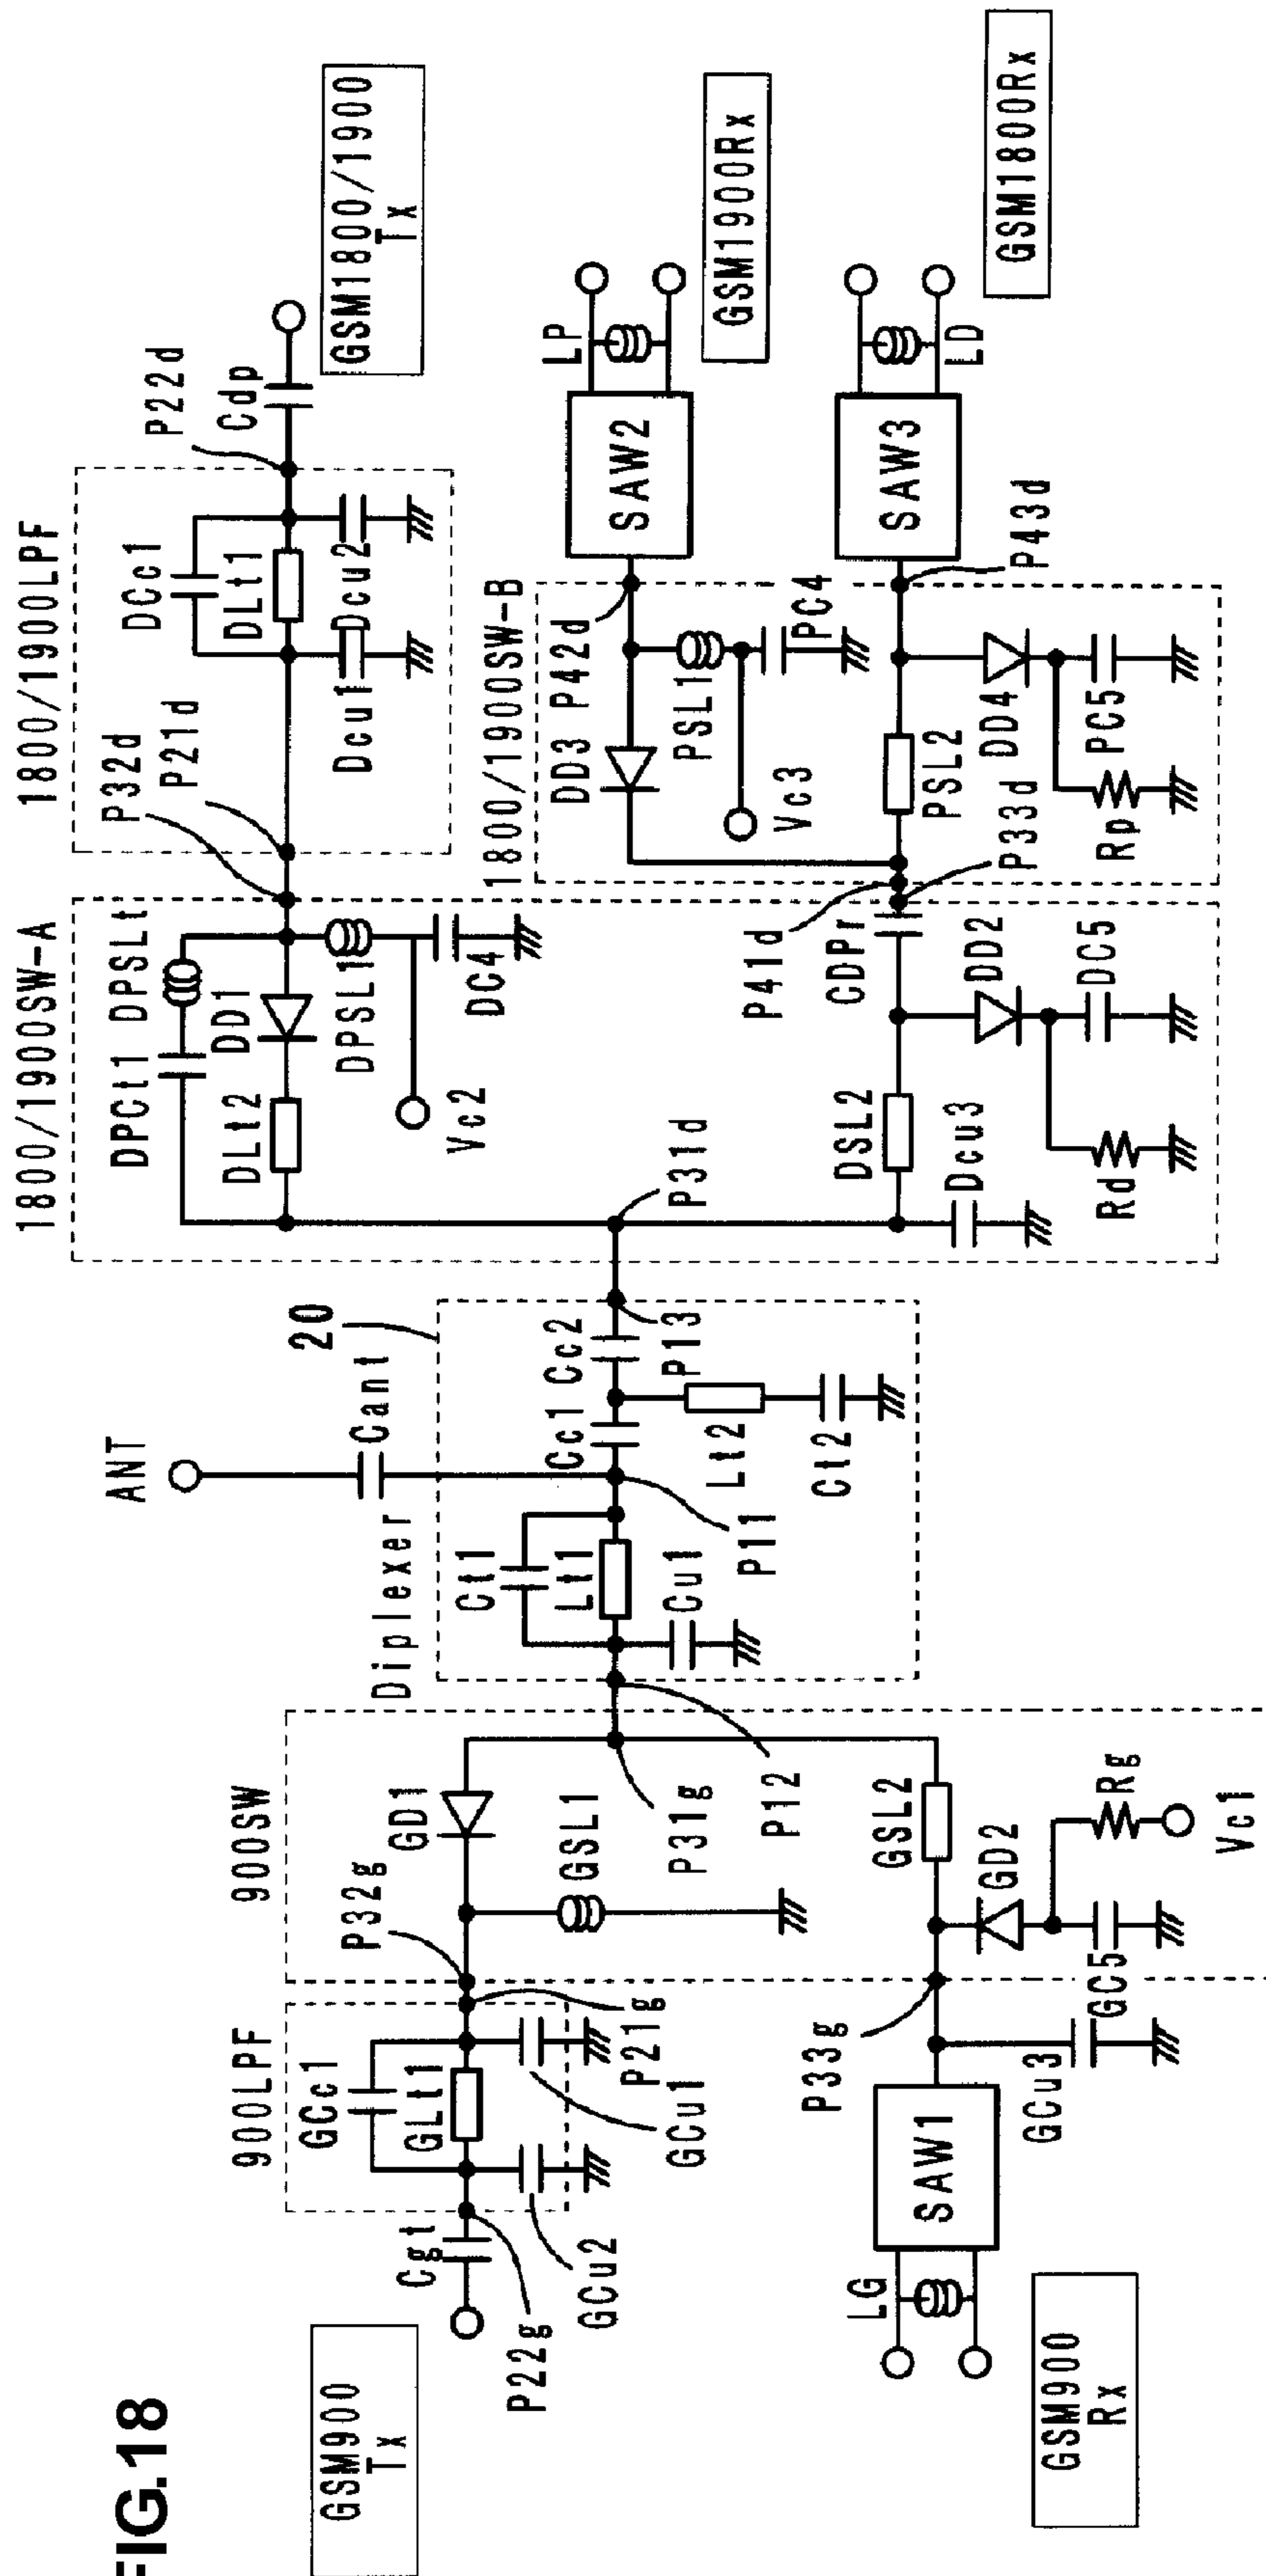 FIG.18
GSM900
Tx
P22g
Cgt
GCu2
900LPF
GCc1
GLt1
GCu1
P21g
P32g
900SW
GD1
GSL1
P31g
P12
GSL2
GD2
Rg
Vc1
GC5
P33g
GCu3
SAW1
LG
GSM900
Rx
Diplexer
20
ANT
Cant
Ct1
Lt1
Cu1
P11
Cc1
Cc2
P13
Lt2
Ct2
1800/1900SW-A
DPCt1
DPSLt
DD1
DLt2
DPSL1
DC4
Vc2
P31d
DSL2
Dcu3
CDPr
DD2
DC5
Rd
P32d
P21d
1800/1900LPF
DCc1
DLt1
Dcu1
Dcu2
P22d
Cdp
GSM1800/1900
Tx
1800/1900SW-B
P41d
P33d
DD3
P42d
PSL1
PC4
Vc3
PSL2
DD4
PC5
Rp
P43d
SAW2
LP
GSM1900Rx
SAW3
LD
GSM1800Rx